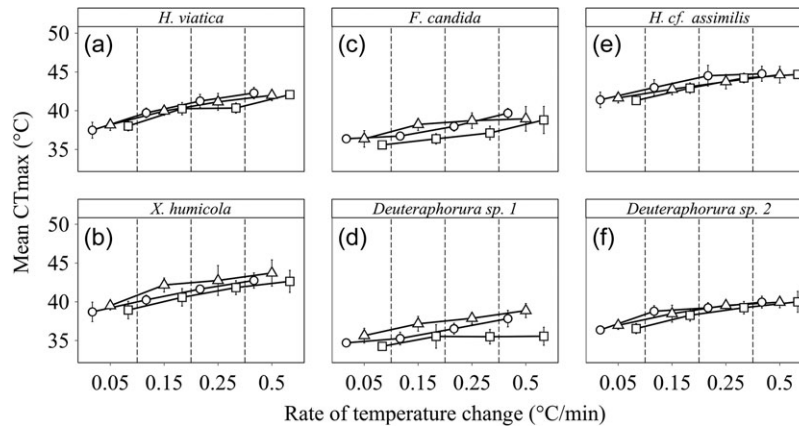 H. viatica
F. candida
H. cf. assimilis
(a)
(c)
(e)
50
45
40
35
X. humicola
Deuteraphorura sp. 1
Deuteraphorura sp. 2
(b)
(d)
(f)
50
45
40
35
Mean CTmax (°C)
0.05 0.15 0.25 0.5
0.05 0.15 0.25 0.5
0.05 0.15 0.25 0.5
Rate of temperature change (°C/min)